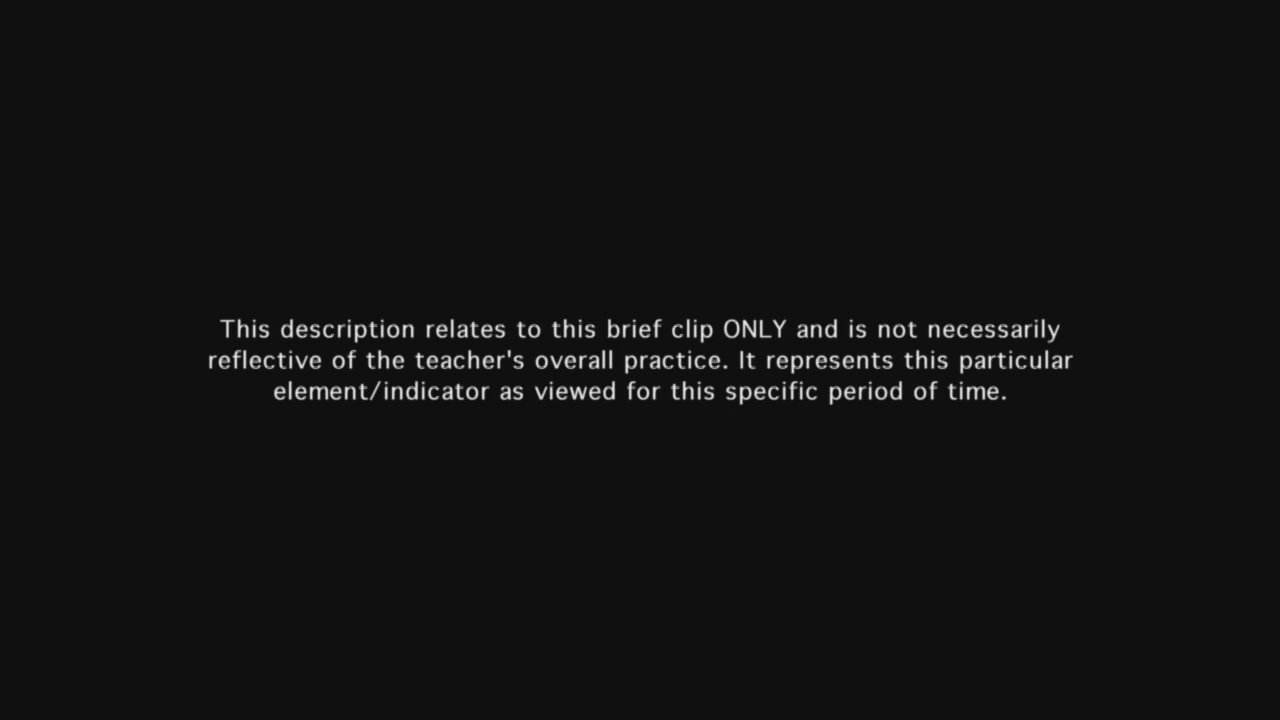 This description relates to this brief clip ONLY and is not necessarily
reflective of the teacher's overall practice. It represents this particular
element/indicator as viewed for this specific period of time.